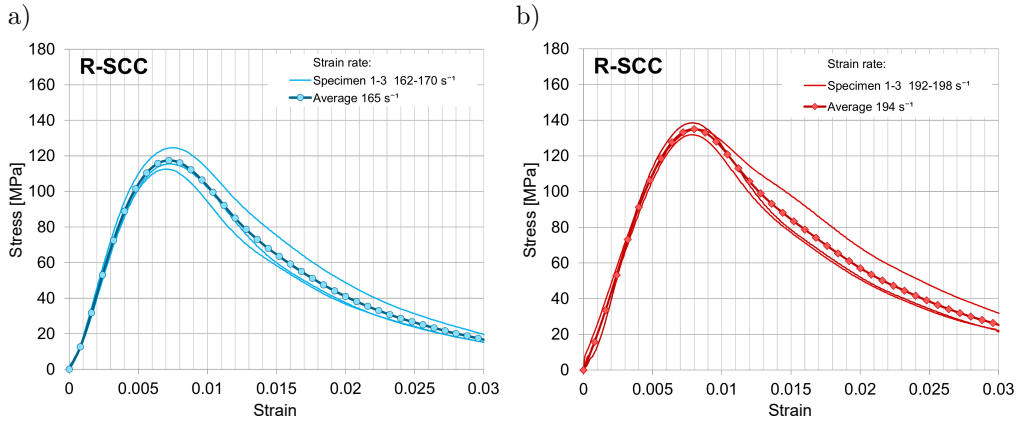 a)
R-SCC
Strain rate:
Specimen 1-3 162-170 s⁻¹
Average 165 s⁻¹
Stress [MPa]
180
160
140
120
100
80
60
40
20
0
0 0.005 0.01 0.015 0.02 0.025 0.03
Strain
b)
R-SCC
Strain rate:
Specimen 1-3 192-198 s⁻¹
Average 194 s⁻¹
Stress [MPa]
180
160
140
120
100
80
60
40
20
0
0 0.005 0.01 0.015 0.02 0.025 0.03
Strain